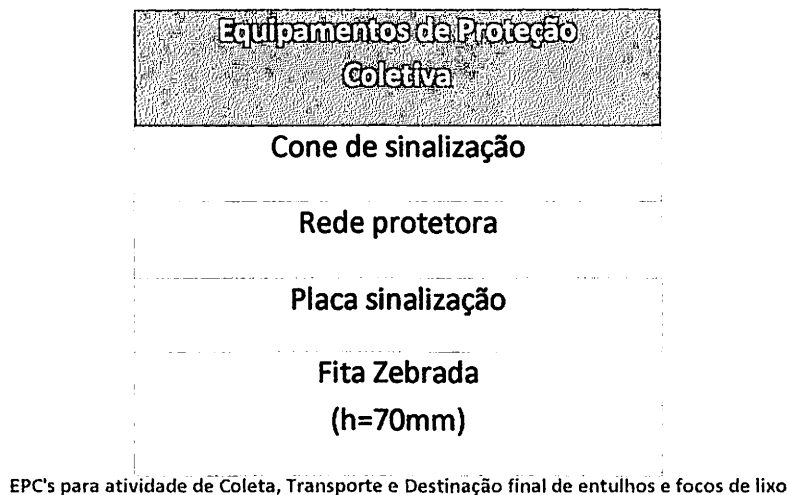 Equipamentos de Proteção
Coletiva
Cone de sinalização
Rede protetora
Placa sinalização
Fita Zebrada
(h=70mm)
EPC's para atividade de Coleta, Transporte e Destinação final de entulhos e focos de lixo